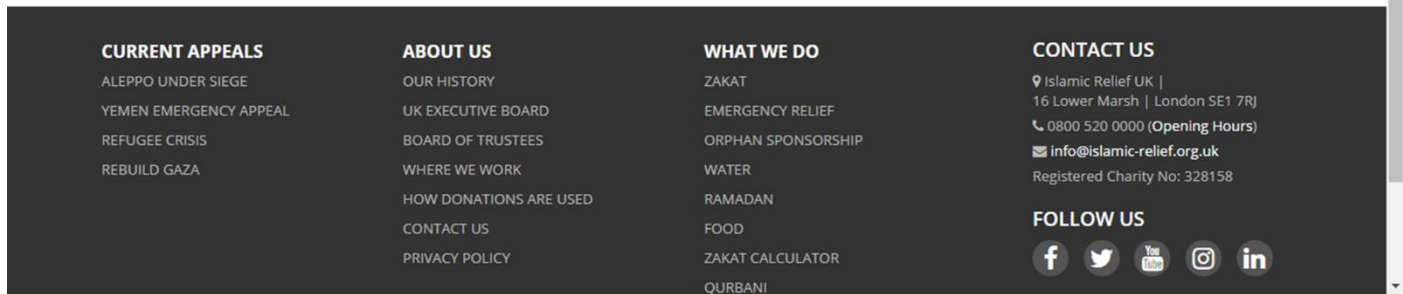 CURRENT APPEALS
ALEPPO UNDER SIEGE
YEMEN EMERGENCY APPEAL
REFUGEE CRISIS
REBUILD GAZA
ABOUT US
OUR HISTORY
UK EXECUTIVE BOARD
BOARD OF TRUSTEES
WHERE WE WORK
HOW DONATIONS ARE USED
CONTACT US
PRIVACY POLICY
WHAT WE DO
ZAKAT
EMERGENCY RELIEF
ORPHAN SPONSORSHIP
WATER
RAMADAN
FOOD
ZAKAT CALCULATOR
QURBANI
CONTACT US
Islamic Relief UK |
16 Lower Marsh | London SE1 7RJ
0800 520 0000 (Opening Hours)
info@islamic-relief.org.uk
Registered Charity No: 328158
FOLLOW US
You
Tube